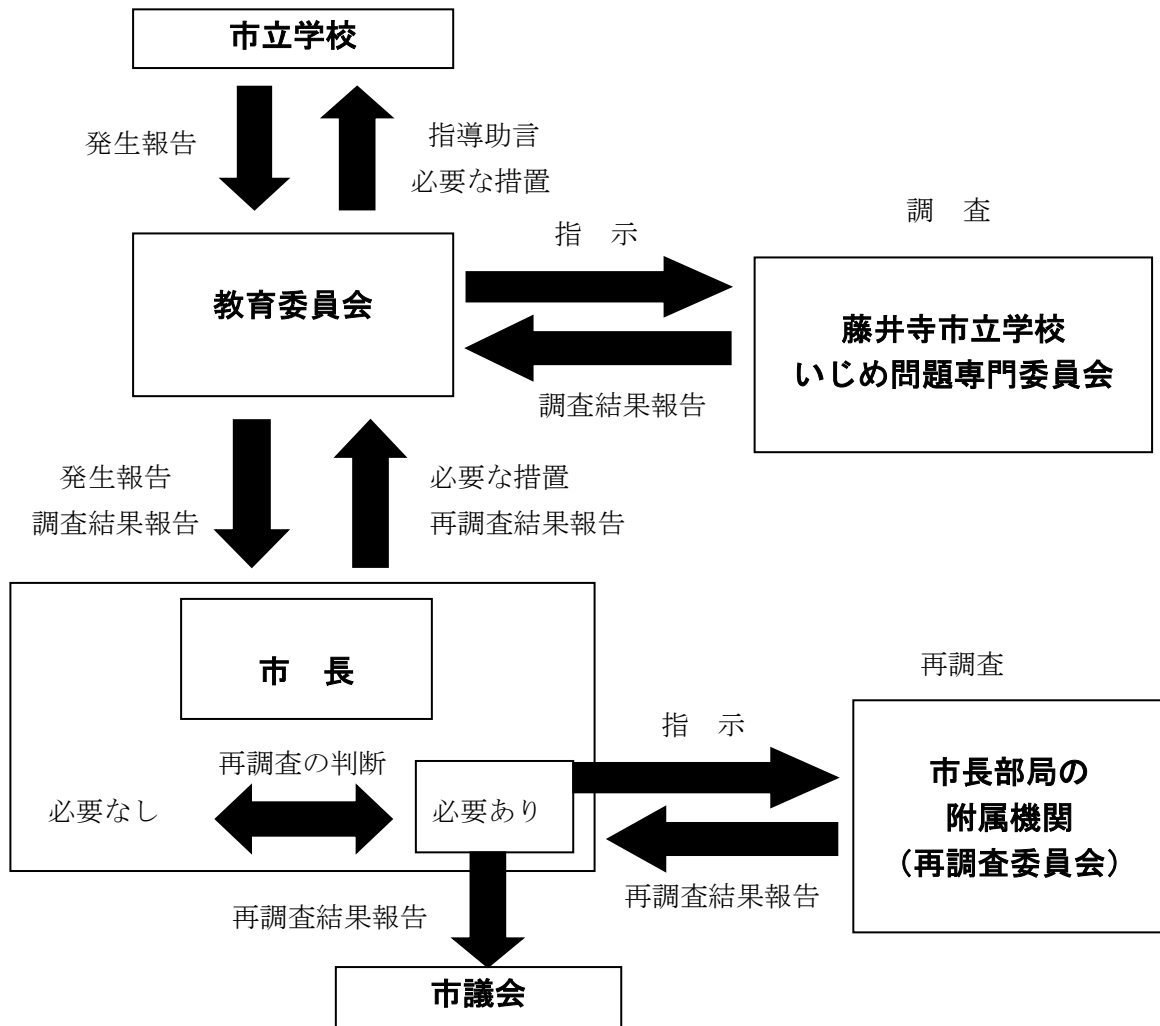 市立学校
発生報告
指導助言
必要な措置
調　査
指　示
教育委員会
藤井寺市立学校
いじめ問題専門委員会
調査結果報告
発生報告
調査結果報告
必要な措置
再調査結果報告
市　長
再調査
指　示
再調査の判断
必要なし
必要あり
市長部局の
附属機関
（再調査委員会）
再調査結果報告
再調査結果報告
市議会